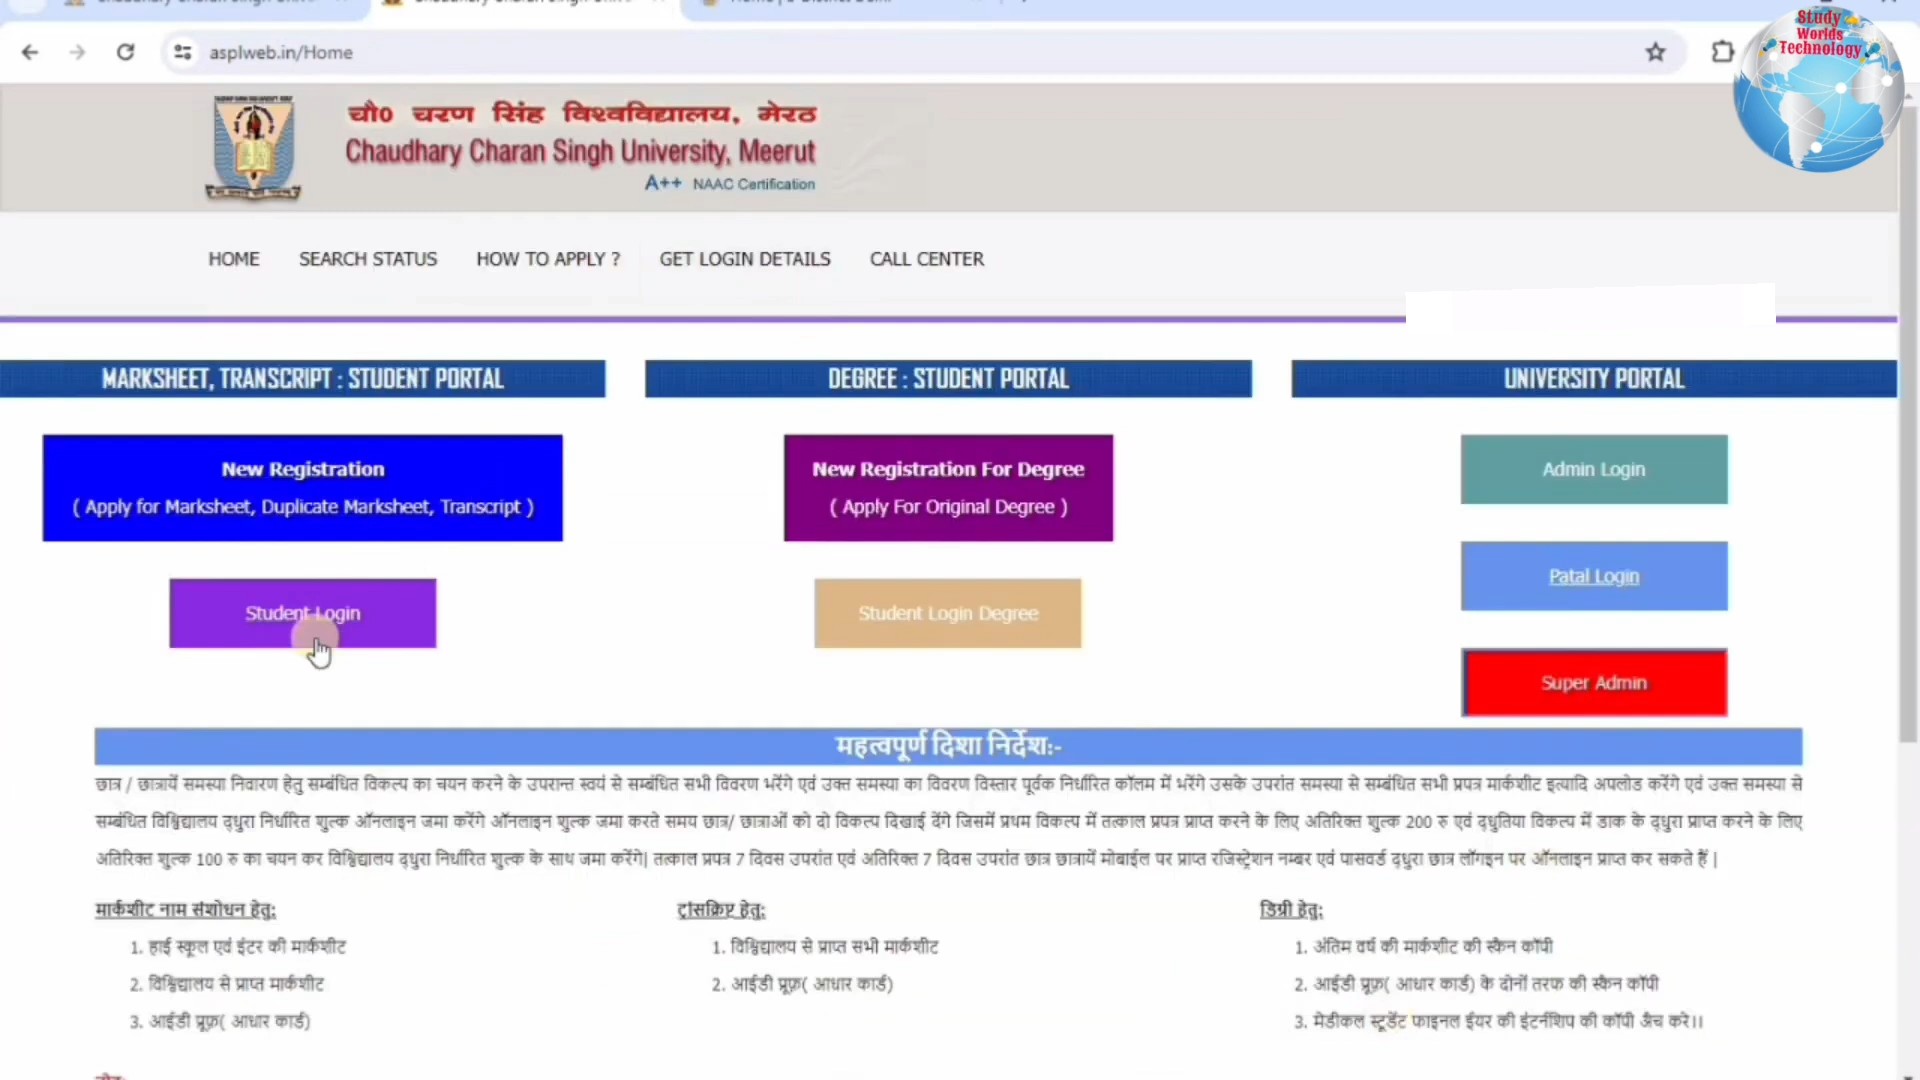 Study
Worlds
Technology
asplweb.in/Home
चौ0 चरण सिंह विश्वविद्यालय, मेरठ
Chaudhary Charan Singh University, Meerut
A++ NAAC Certification
HOME SEARCH STATUS HOW TO APPLY ? GET LOGIN DETAILS CALL CENTER
MARKSHEET, TRANSCRIPT : STUDENT PORTAL
New Registration
( Apply for Marksheet, Duplicate Marksheet, Transcript )
Student Login
DEGREE : STUDENT PORTAL
New Registration For Degree
( Apply For Original Degree )
Student Login Degree
UNIVERSITY PORTAL
Admin Login
Patal Login
Super Admin
महत्वपूर्ण दिशा निर्देश:-
छात्र / छात्रायें समस्या निवारण हेतु सम्बंधित विकल्प का चयन करने के उपरान्त स्वयं से सम्बंधित सभी विवरण भरेंगे एवं उक्त समस्या का विवरण विस्तार पूर्वक निर्धारित कॉलम में भरेंगे उसके उपरांत समस्या से सम्बंधित सभी प्रपत्र मार्कशीट इत्यादि अपलोड करेंगे एवं उक्त समस्या से
सम्बंधित विश्विद्यालय द्धुरा निर्धारित शुल्क ऑनलाइन जमा करेंगे ऑनलाइन शुल्क जमा करते समय छात्र/ छात्राओं को दो विकल्प दिखाई देंगे जिसमें प्रथम विकल्प में तत्काल प्रपत्र प्राप्त करने के लिए अतिरिक्त शुल्क 200 रु एवं द्धुतिया विकल्प में डाक के द्धुरा प्राप्त करने के लिए
अतिरिक्त शुल्क 100 रु का चयन कर विश्विद्यालय द्धुरा निर्धारित शुल्क के साथ जमा करेंगे| तत्काल प्रपत्र 7 दिवस उपरांत एवं अतिरिक्त 7 दिवस उपरांत छात्र छात्रायें मोबाईल पर प्राप्त रजिस्ट्रेशन नम्बर एवं पासवर्ड द्धुरा छात्र लॉगइन पर ऑनलाइन प्राप्त कर सकते हैं |
मार्कशीट नाम संशोधन हेतु:
1. हाई स्कूल एवं ईटर की मार्कशीट
2. विश्विद्यालय से प्राप्त मार्कशीट
3. आईडी प्रूफ़( आधार कार्ड)
ट्रांसक्रिप्ट हेतु:
1. विश्विद्यालय से प्राप्त सभी मार्कशीट
2. आईडी प्रूफ़( आधार कार्ड)
डिग्री हेतु:
1. अंतिम वर्ष की मार्कशीट की स्कैन कॉपी
2. आईडी प्रूफ़( आधार कार्ड) के दोनों तरफ की स्कैन कॉपी
3. मेडीकल स्टूडेंट फाइनल ईयर की इंटर्नशिप की कॉपी अैच करे।।